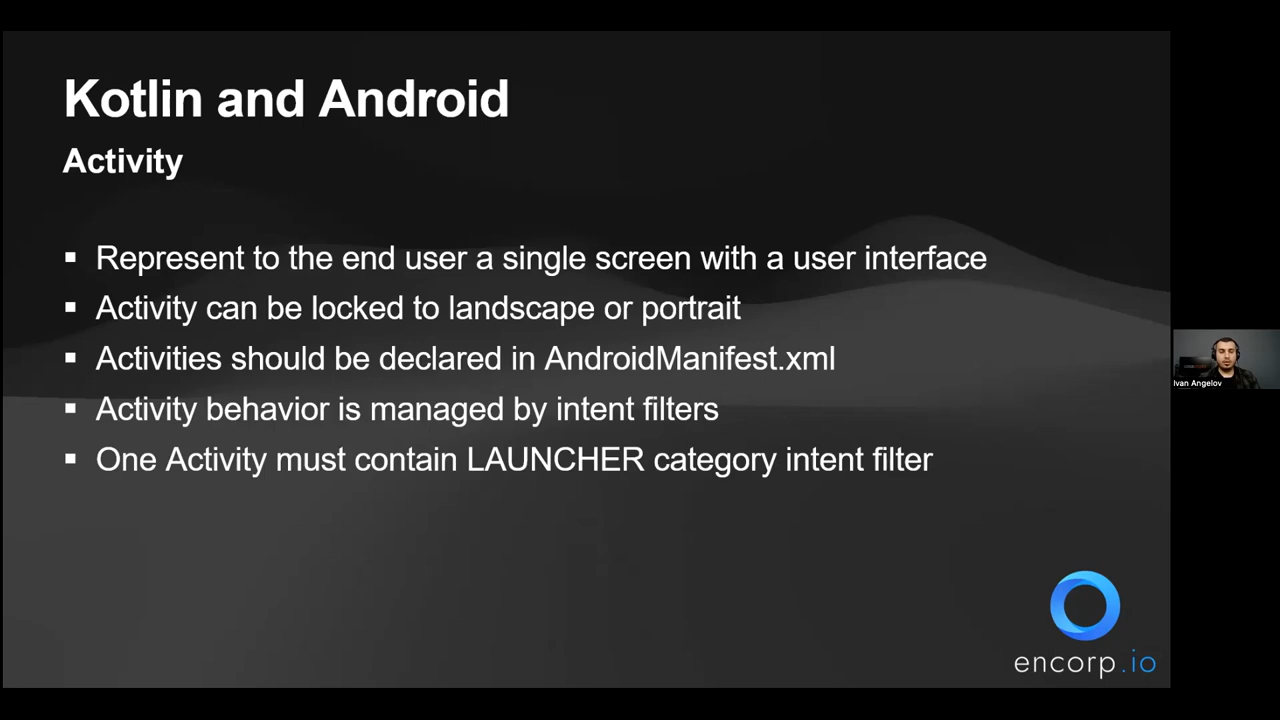 Kotlin and Android
Activity
Represent to the end user a single screen with a user interface
Activity can be locked to landscape or portrait
Activities should be declared in AndroidManifest.xml
Activity behavior is managed by intent filters
One Activity must contain LAUNCHER category intent filter
Ivan Angelov
encorp.io